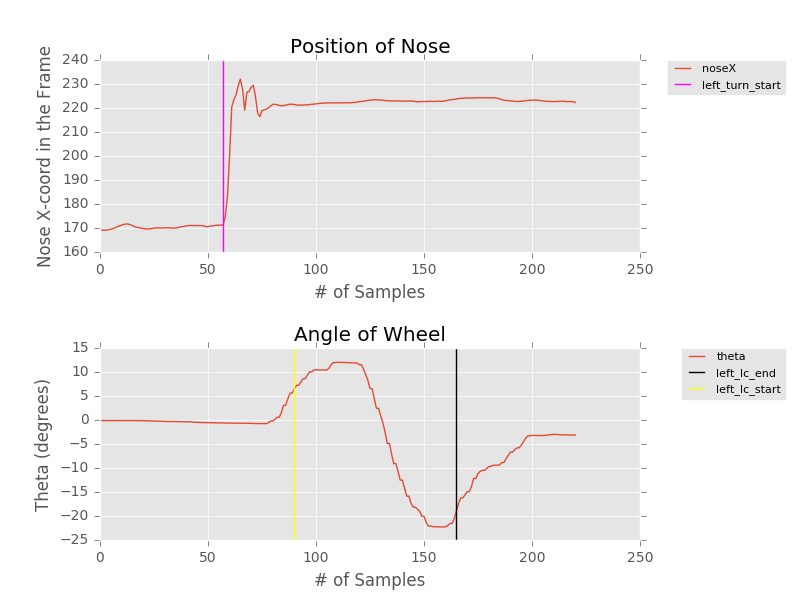 Position of Nose
Nose X-coord in the Frame
240
230
220
210
200
190
180
170
160
0 50 100 150 200 250
# of Samples
noseX
left_turn_start
Angle of Wheel
Theta (degrees)
15
10
5
0
−5
−10
−15
−20
−25
0 50 100 150 200 250
# of Samples
theta
left_lc_end
left_lc_start